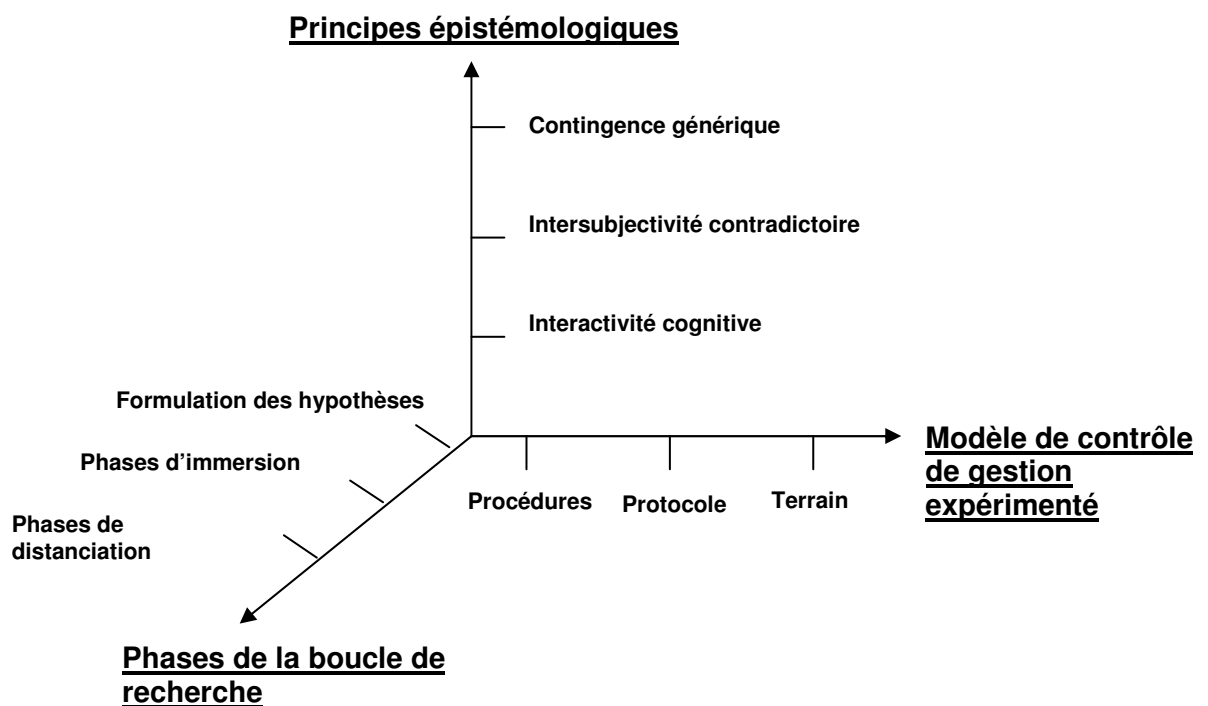 Principes épistémologiques
Contingence générique
Intersubjectivité contradictoire
Interactivité cognitive
Formulation des hypothèses
Phases d’immersion
Phases de
distanciation
Procédures
Protocole
Terrain
Modèle de contrôle
de gestion
expérimenté
Phases de la boucle de
recherche